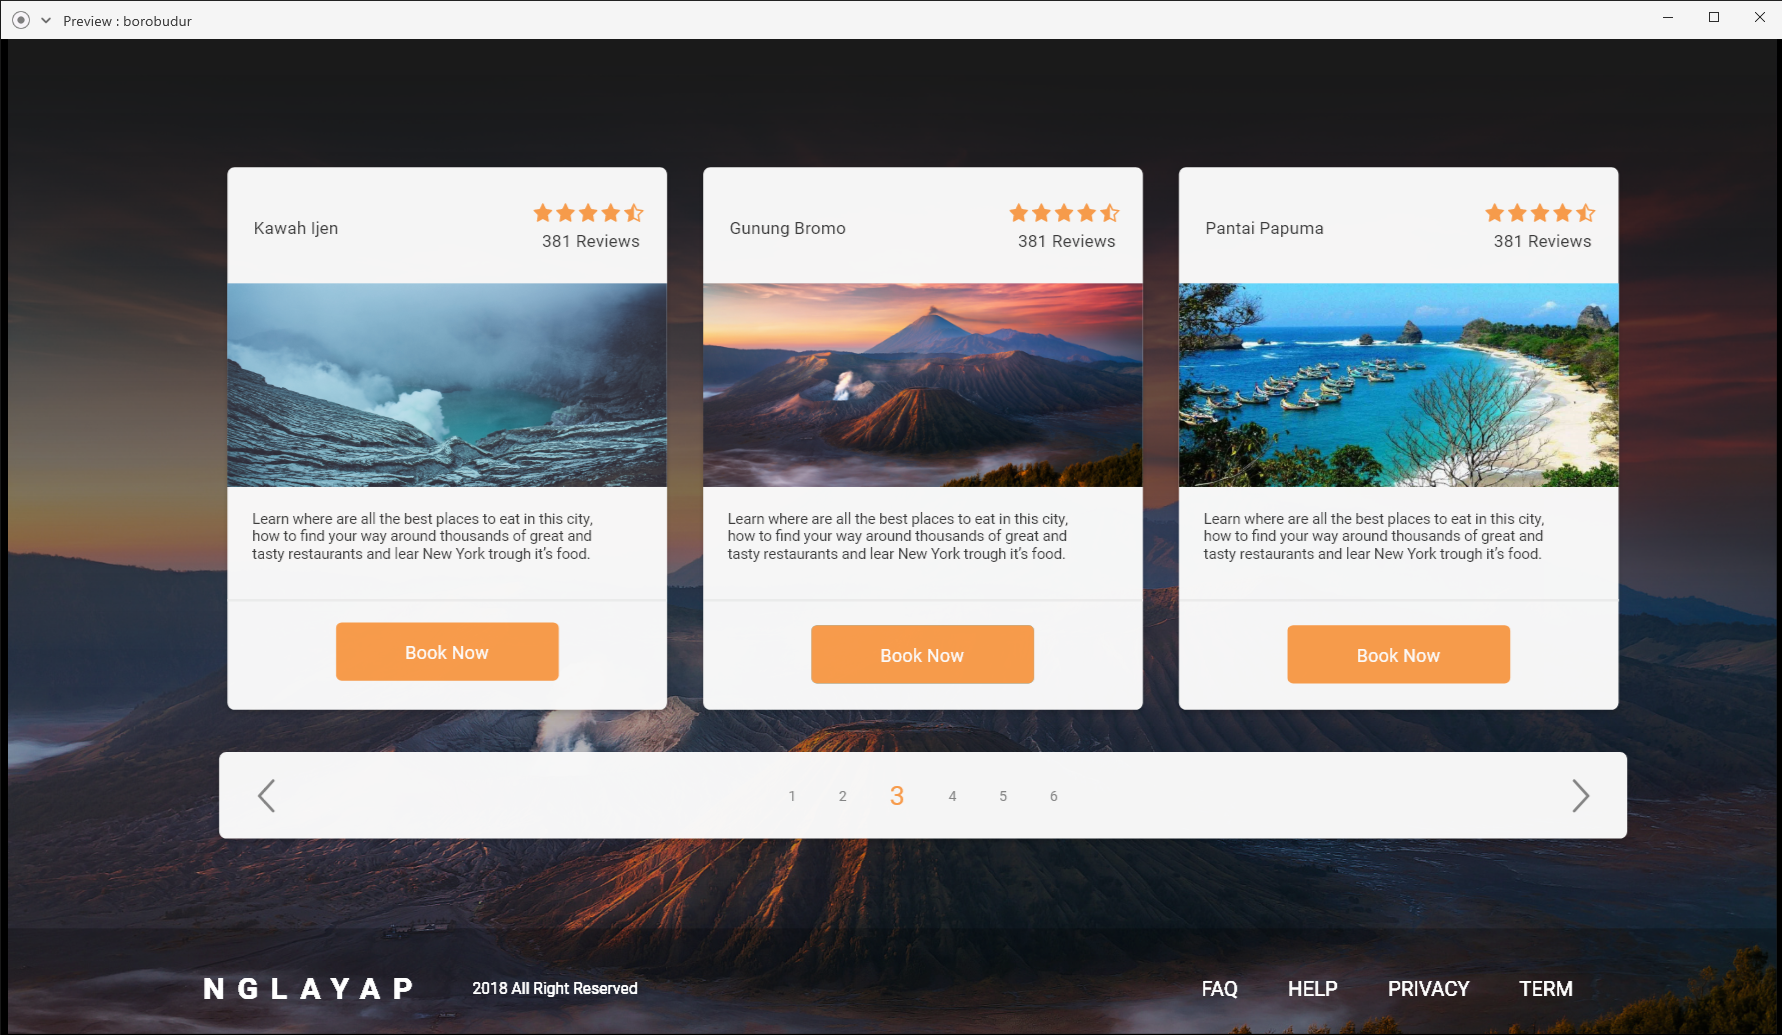 Preview : borobudur
Kawah Ijen
381 Reviews
Learn where are all the best places to eat in this city,
how to find your way around thousands of great and
tasty restaurants and lear New York trough it's food.
Book Now
Gunung Bromo
381 Reviews
Learn where are all the best places to eat in this city,
how to find your way around thousands of great and
tasty restaurants and lear New York trough it's food.
Book Now
Pantai Papuma
381 Reviews
Learn where are all the best places to eat in this city,
how to find your way around thousands of great and
tasty restaurants and lear New York trough it's food.
Book Now
1 2 3 4 5 6
NGLAYAP 2018 All Right Reserved FAQ HELP PRIVACY TERM